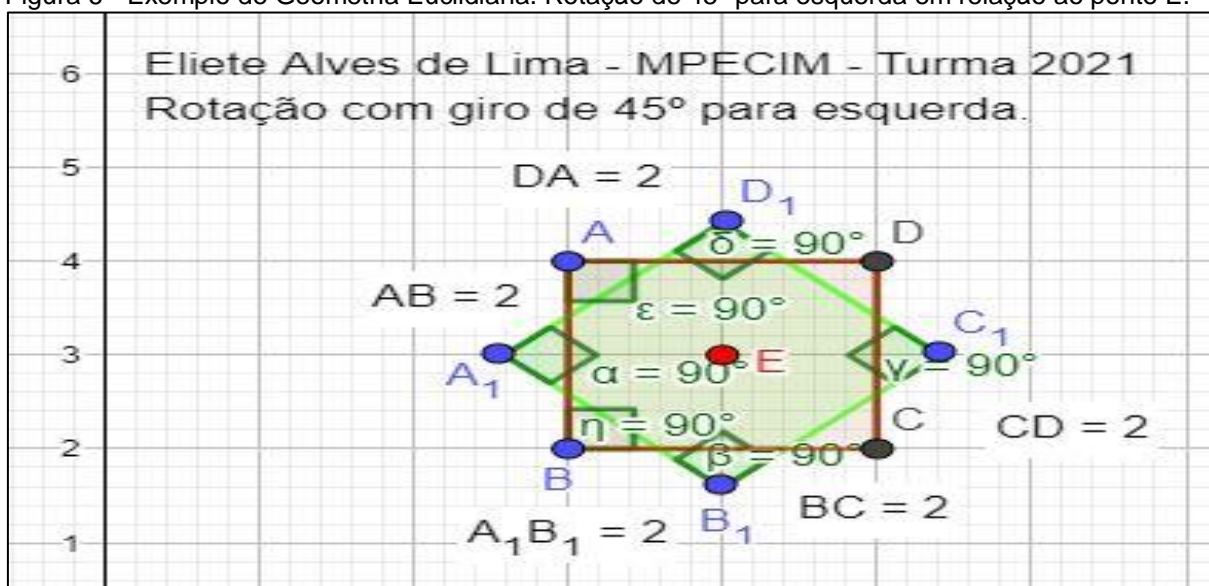 Figura 8 - Exemplo de Geometria Euclidiana. Rotação de 45º para esquerda em relação ao ponto E.
6
Eliete Alves de Lima - MPECIM - Turma 2021
Rotação com giro de 45º para esquerda.
5
DA = 2
D₁
A
δ = 90°
D
4
AB = 2
ε = 90°
C₁
3
A₁
α = 90°
E
γ = 90°
η = 90°
C
CD = 2
2
β = 90°
B
BC = 2
A₁B₁ = 2
B₁
1